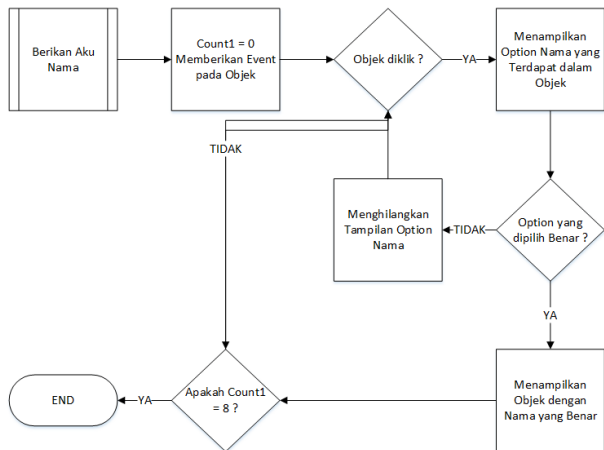 Berikan Aku
Nama
Count1 = 0
Memberikan Event
pada Objek
Objek diklik ?
YA
Menampilkan
Option Nama yang
Terdapat dalam
Objek
TIDAK
Menghilangkan
Tampilan Option
Nama
TIDAK
Option yang
dipilih Benar ?
YA
END
YA
Apakah Count1
= 8 ?
Menampilkan
Objek dengan
Nama yang Benar